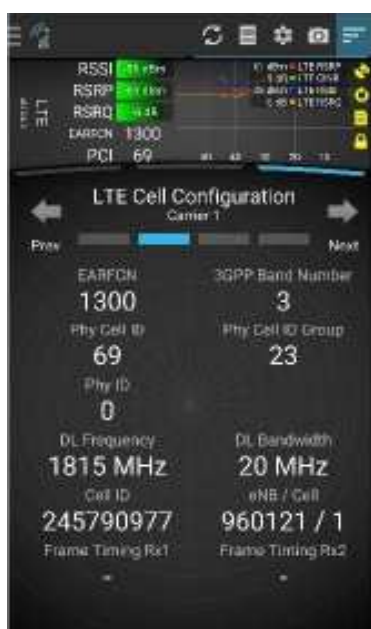 RSSI
RSRP
RSRQ
LTE
EARFCN 1300
PCI 69
LTE Cell Configuration
Carrier 1
Prev Next
EARFCN 3GPP Band Number
1300 3
Phy Cell ID Phy Cell ID Group
69 23
Phy ID
0
DL Frequency DL Bandwidth
1815 MHz 20 MHz
Cell ID eNB / Cell
245790977 960121 / 1
Frame Timing Rx1 Frame Timing Rx2
- -